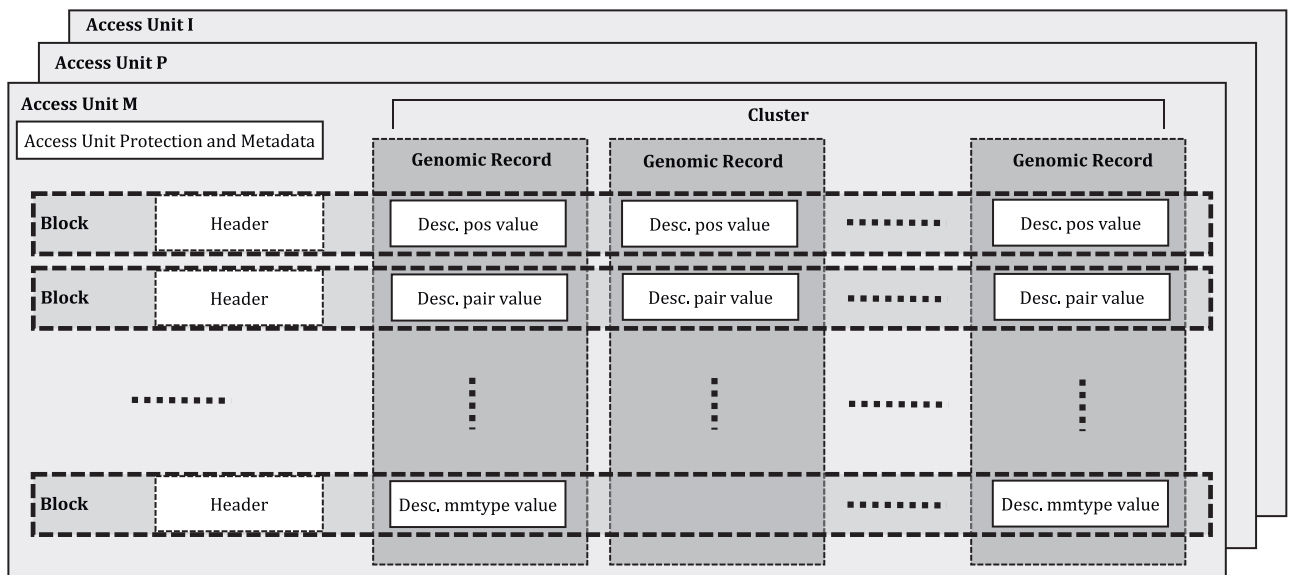 Access Unit I
Access Unit P
Access Unit M
Cluster
Access Unit Protection and Metadata
Genomic Record
Genomic Record
Genomic Record
Block
Header
Desc. pos value
Desc. pos value
Desc. pos value
Block
Header
Desc. pair value
Desc. pair value
Desc. pair value
Block
Header
Desc. mmtype value
Desc. mmtype value